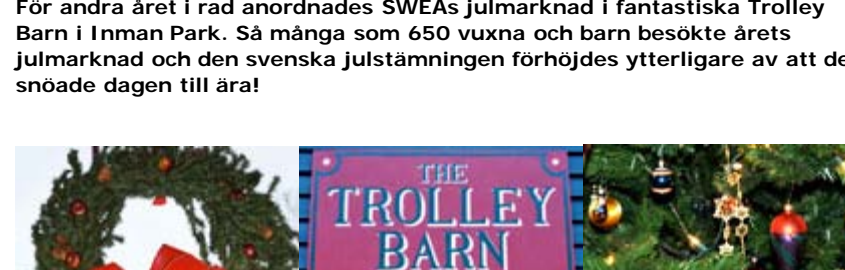 För andra året i rad anordnades SWEAs julmarknad i fantastiska Trolley
Barn i Inman Park. Så många som 650 vuxna och barn besökte årets
julmarknad och den svenska julstämningen förhöjdes ytterligare av att de
snöade dagen till ära!
THE
TROLLEY
BARN